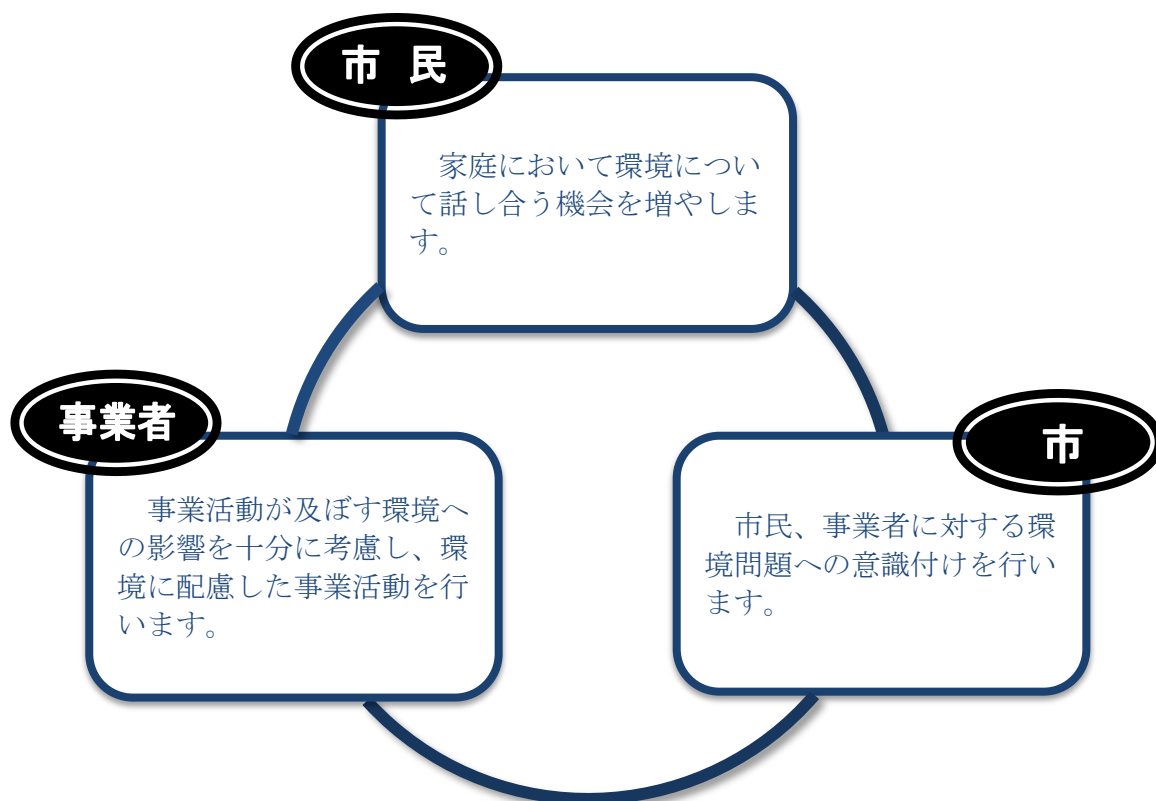 市 民
　家庭において環境につい
て話し合う機会を増やしま
す。
事業者
　事業活動が及ぼす環境へ
の影響を十分に考慮し、環
境に配慮した事業活動を行
います。
市
　市民、事業者に対する環
境問題への意識付けを行い
ます。